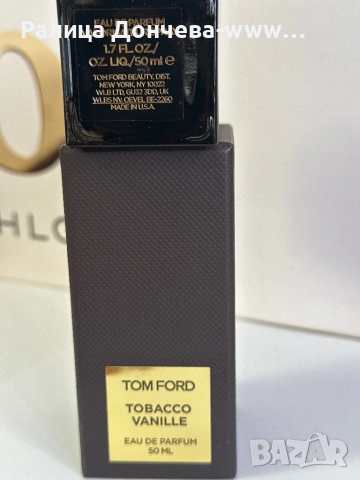 Ралица Дончева-www.
EAU DE PARFUM
1.7 FL.OZ./
OZ. LIQ./50 ml ℮
TOM FORD BEAUTY, DIST.
NEW YORK, NY 10022
WLB LTD, GU32 3DD, UK
WLBS NV, OEVEL BE-2260
MADE IN U.S.A.
HLO
TOM FORD
TOBACCO
VANILLE
EAU DE PARFUM
50 ML
BAZAR